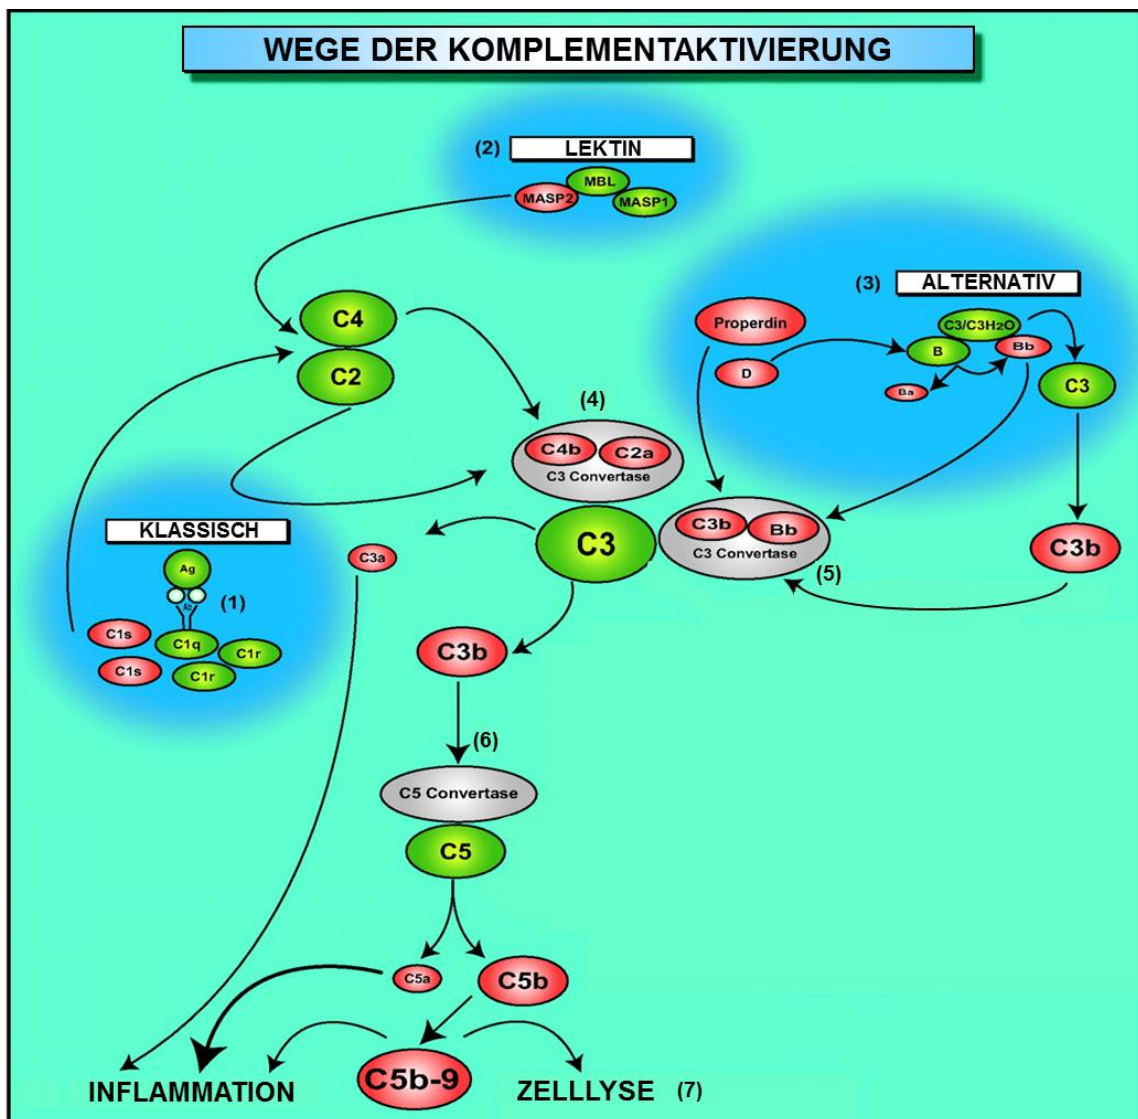 WEGE DER KOMPLEMENTAKTIVIERUNG
(2) LEKTIN
MBL
MASP2
MASP1
(3) ALTERNATIV
C3/C3H2O
Properdin
B
Bb
D
Ba
C3
C4
C2
(4)
C4b
C2a
C3 Convertase
C3
C3b
Bb
C3 Convertase
(5)
C3b
KLASSISCH
Ag
Ab
(1)
C1s
C1q
C1r
C1s
C1r
C3a
C3b
(6)
C5 Convertase
C5
C5a
C5b
C5b-9
INFLAMMATION
ZELLLYSE (7)